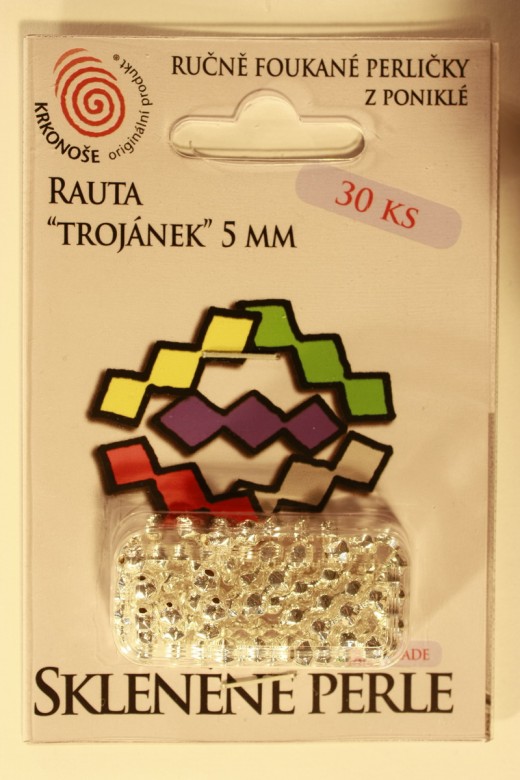 KRKONOŠE
originální produkt®
RUČNĚ FOUKANÉ PERLIČKY
Z PONIKLÉ
RAUTA
“TROJÁNEK” 5 MM
30 KS
SKLENĚNÉ PERLE